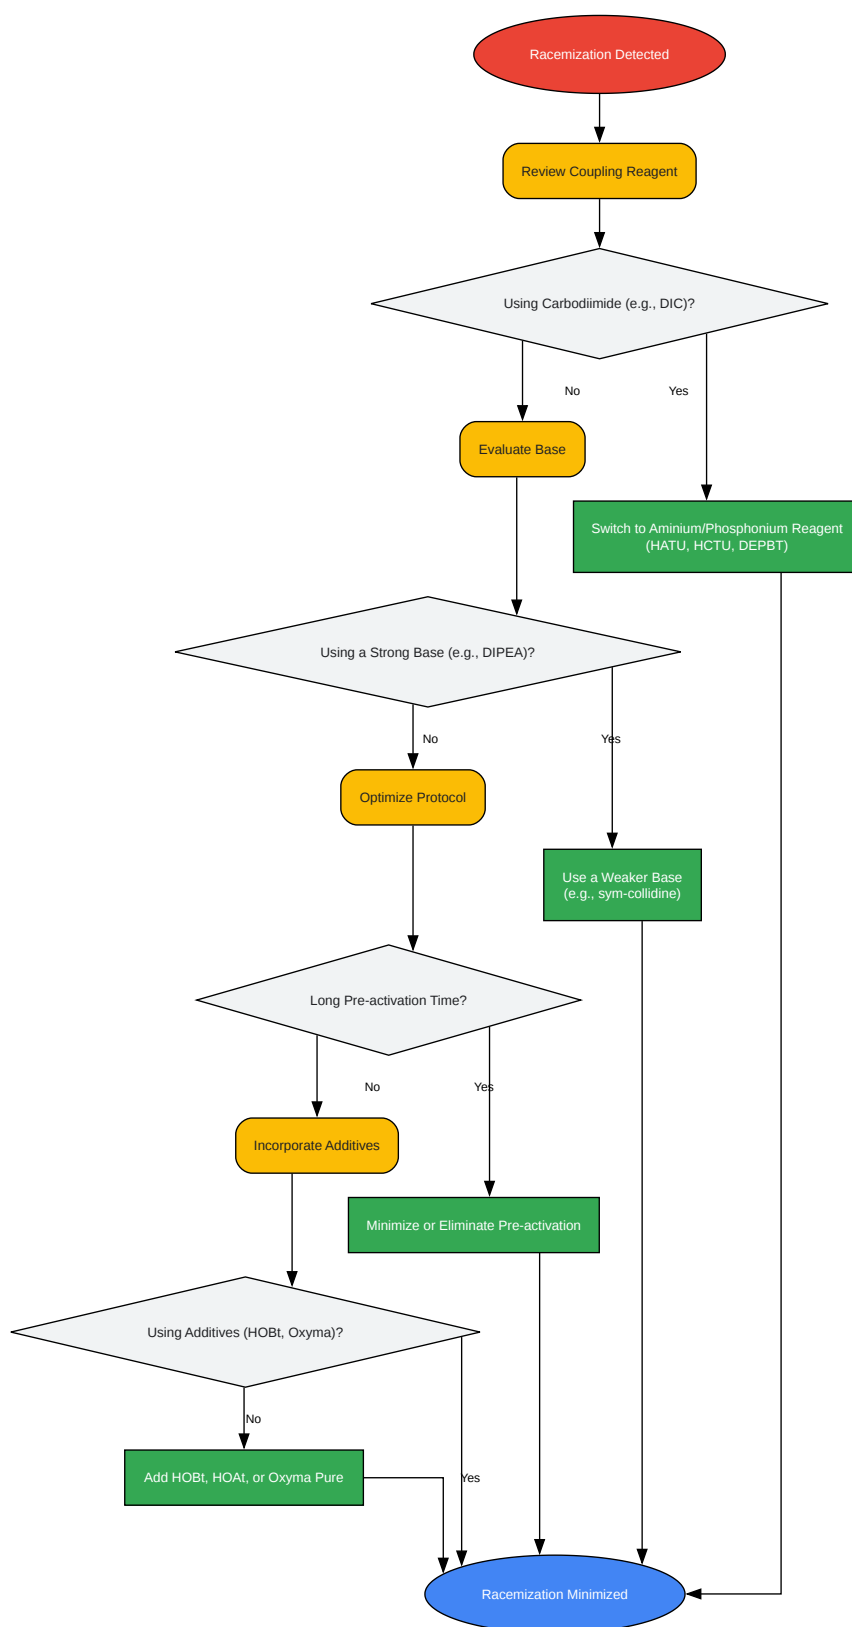 Racemization Detected
Review Coupling Reagent
Using Carbodiimide (e.g., DIC)?
No
Yes
Evaluate Base
Switch to Aminium/Phosphonium Reagent
(HATU, HCTU, DEPBT)
Using a Strong Base (e.g., DIPEA)?
No
Yes
Optimize Protocol
Use a Weaker Base
(e.g., sym-collidine)
Long Pre-activation Time?
No
Yes
Incorporate Additives
Minimize or Eliminate Pre-activation
Using Additives (HOBt, Oxyma)?
No
Add HOBt, HOAt, or Oxyma Pure
Yes
Racemization Minimized